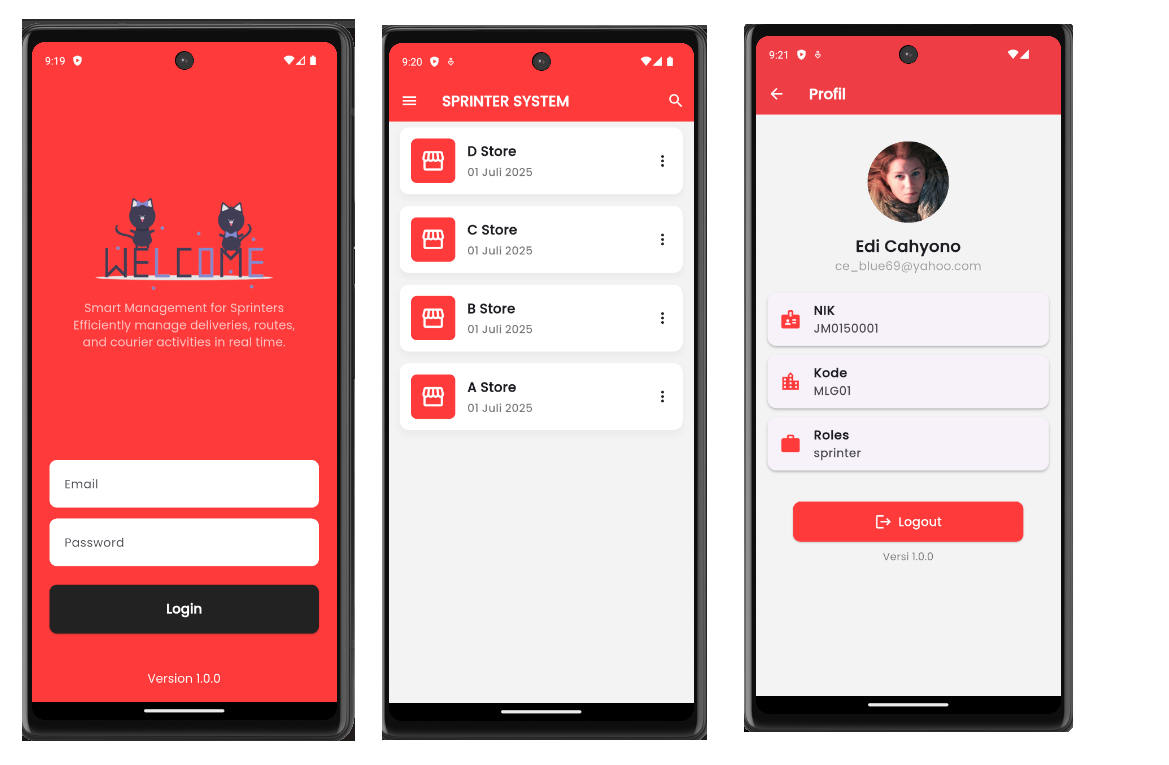 9:19
WELCOME
Smart Management for Sprinters
Efficiently manage deliveries, routes,
and courier activities in real time.
Email
Password
Login
Version 1.0.0
9:20
SPRINTER SYSTEM
D Store
01 Juli 2025
C Store
01 Juli 2025
B Store
01 Juli 2025
A Store
01 Juli 2025
9:21
Profil
Edi Cahyono
ce_blue69@yahoo.com
NIK
JM0150001
Kode
MLG01
Roles
sprinter
Logout
Versi 1.0.0